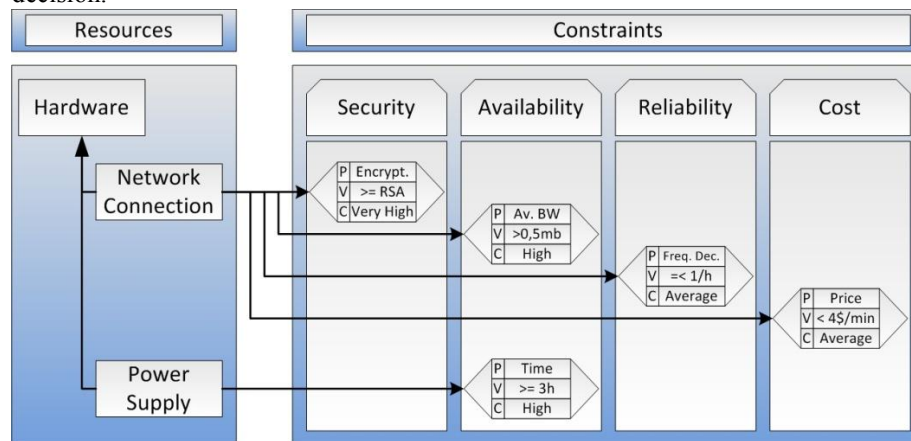 decision.
Resources
Constraints
Hardware
Security
Availability
Reliability
Cost
Network
Connection
P Encrypt.
V >= RSA
C Very High
P Av. BW
V >0,5mb
C High
P Freq. Dec.
V =< 1/h
C Average
P Price
V < 4$/min
C Average
Power
Supply
P Time
V >= 3h
C High